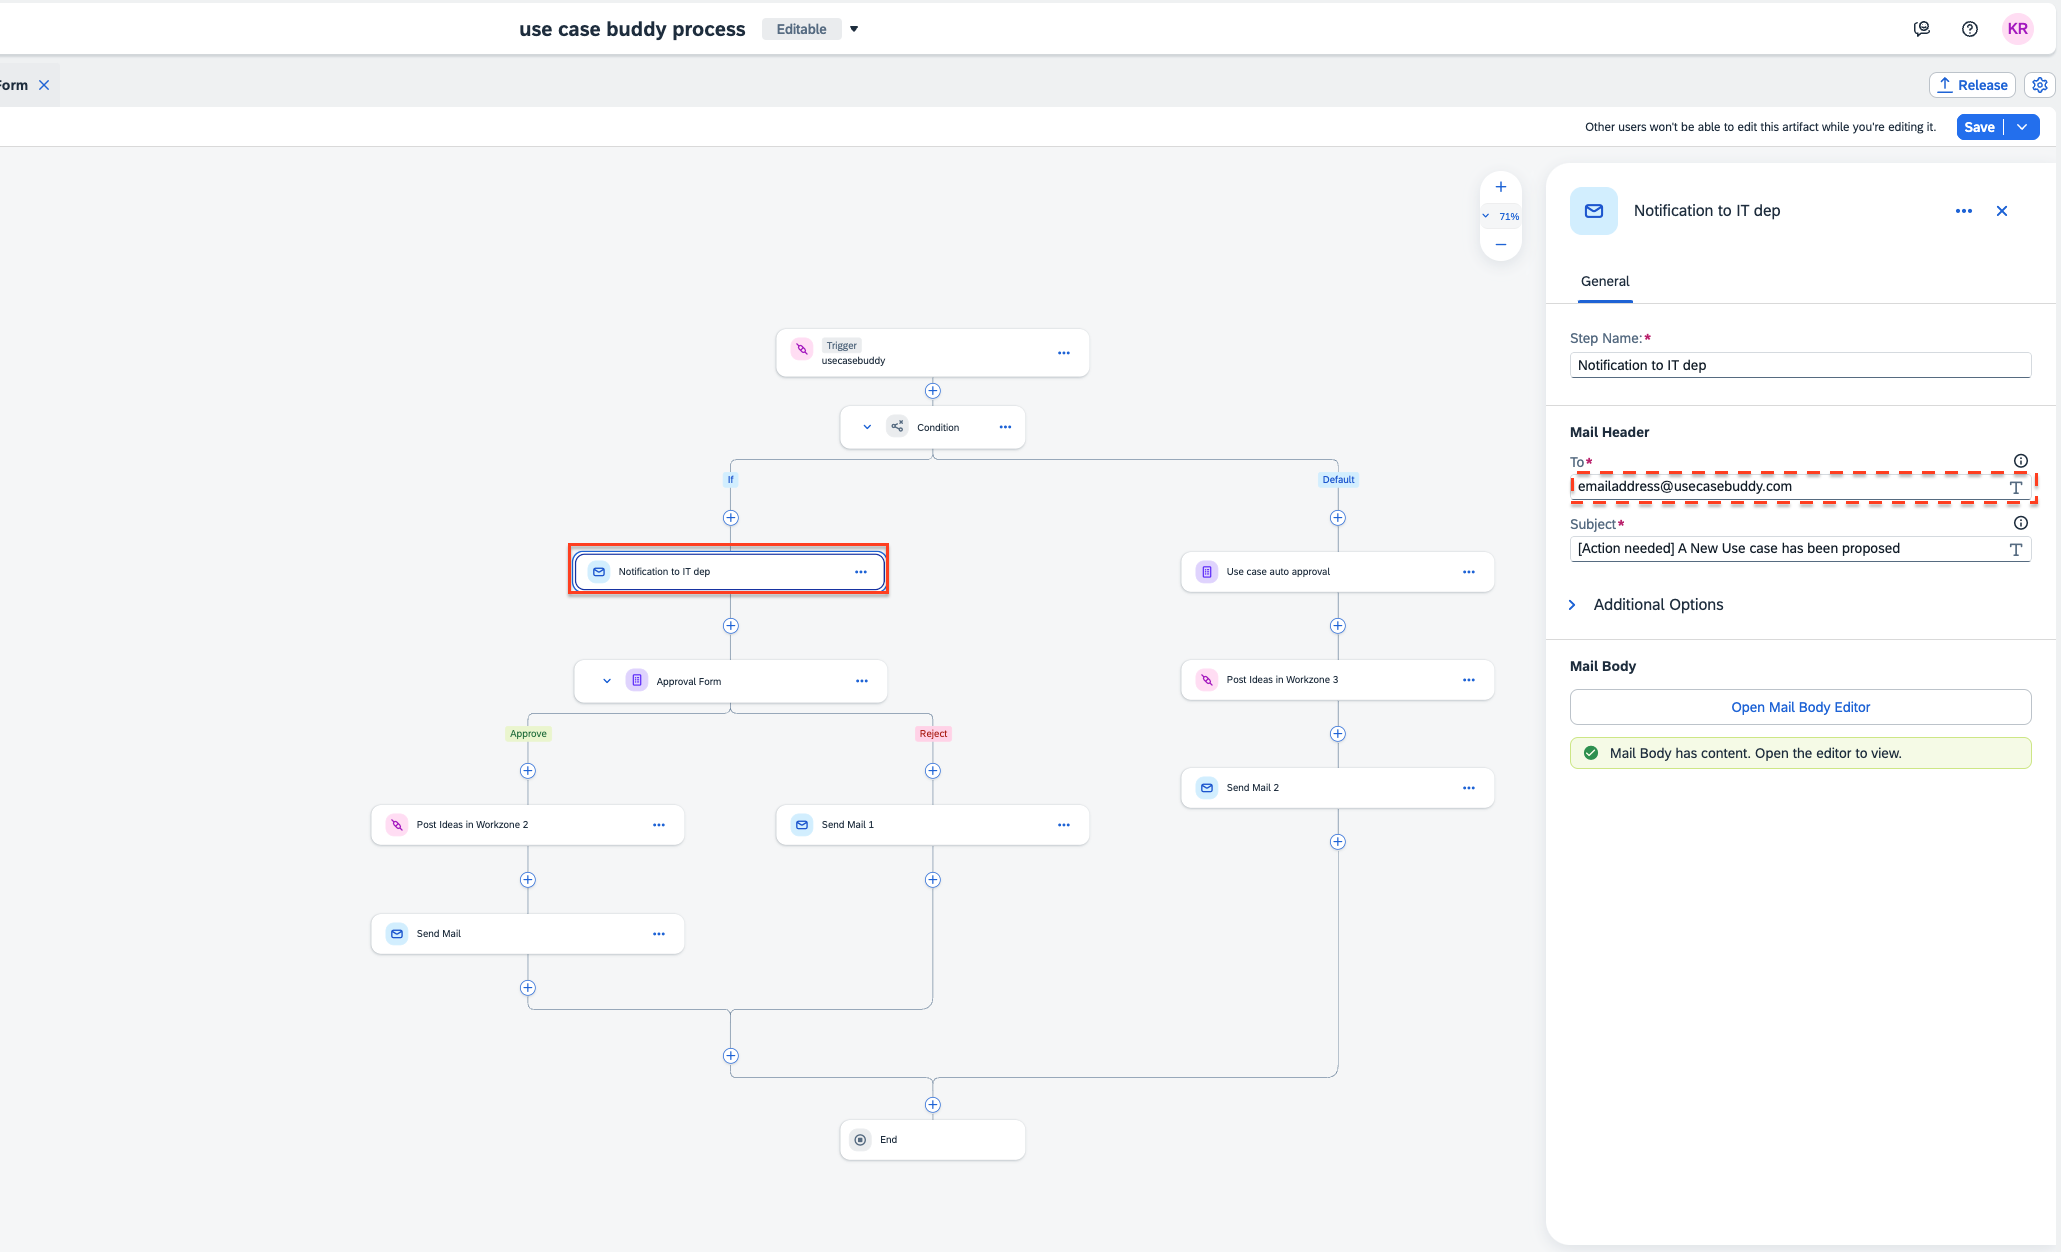 use case buddy process Editable
KR
Form
Release
Other users won't be able to edit this artifact while you're editing it. Save
71%
Trigger
usecasebuddy
Condition
If
Default
Notification to IT dep
Use case auto approval
Approval Form
Post Ideas in Workzone 3
Approve
Reject
Send Mail 2
Post Ideas in Workzone 2
Send Mail 1
Send Mail
End
Notification to IT dep
General
Step Name:*
Notification to IT dep
Mail Header
To*
emailaddress@usecasebuddy.com
Subject*
[Action needed] A New Use case has been proposed
Additional Options
Mail Body
Open Mail Body Editor
Mail Body has content. Open the editor to view.